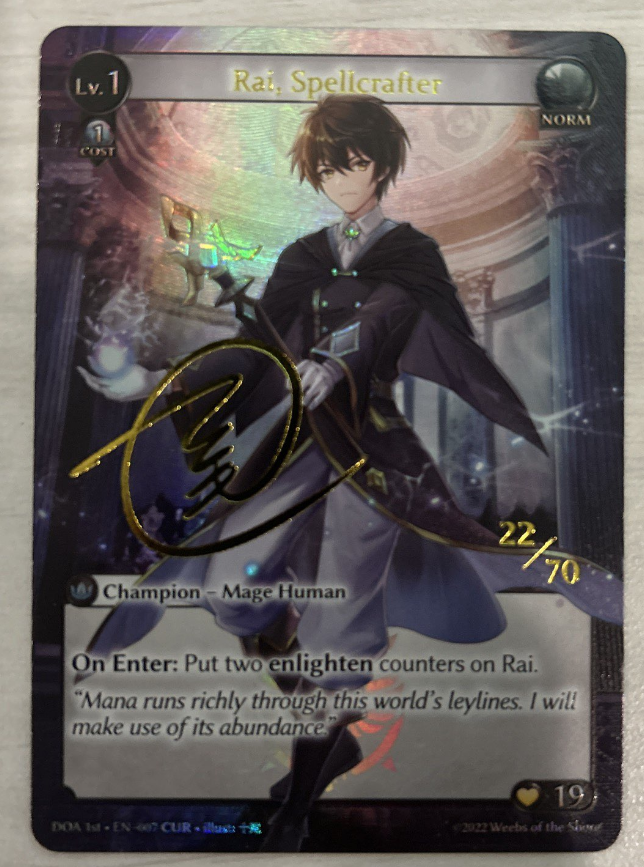 Lv. 1
Rai, Spellcrafter
NORM
1
COST
22/70
Champion – Mage Human
On Enter: Put two enlighten counters on Rai.
“Mana runs richly through this world's leylines. I will
make use of its abundance.”
19
DOA 1st • EN -007 CUR • illust:
©2022 Weebs of the Shore